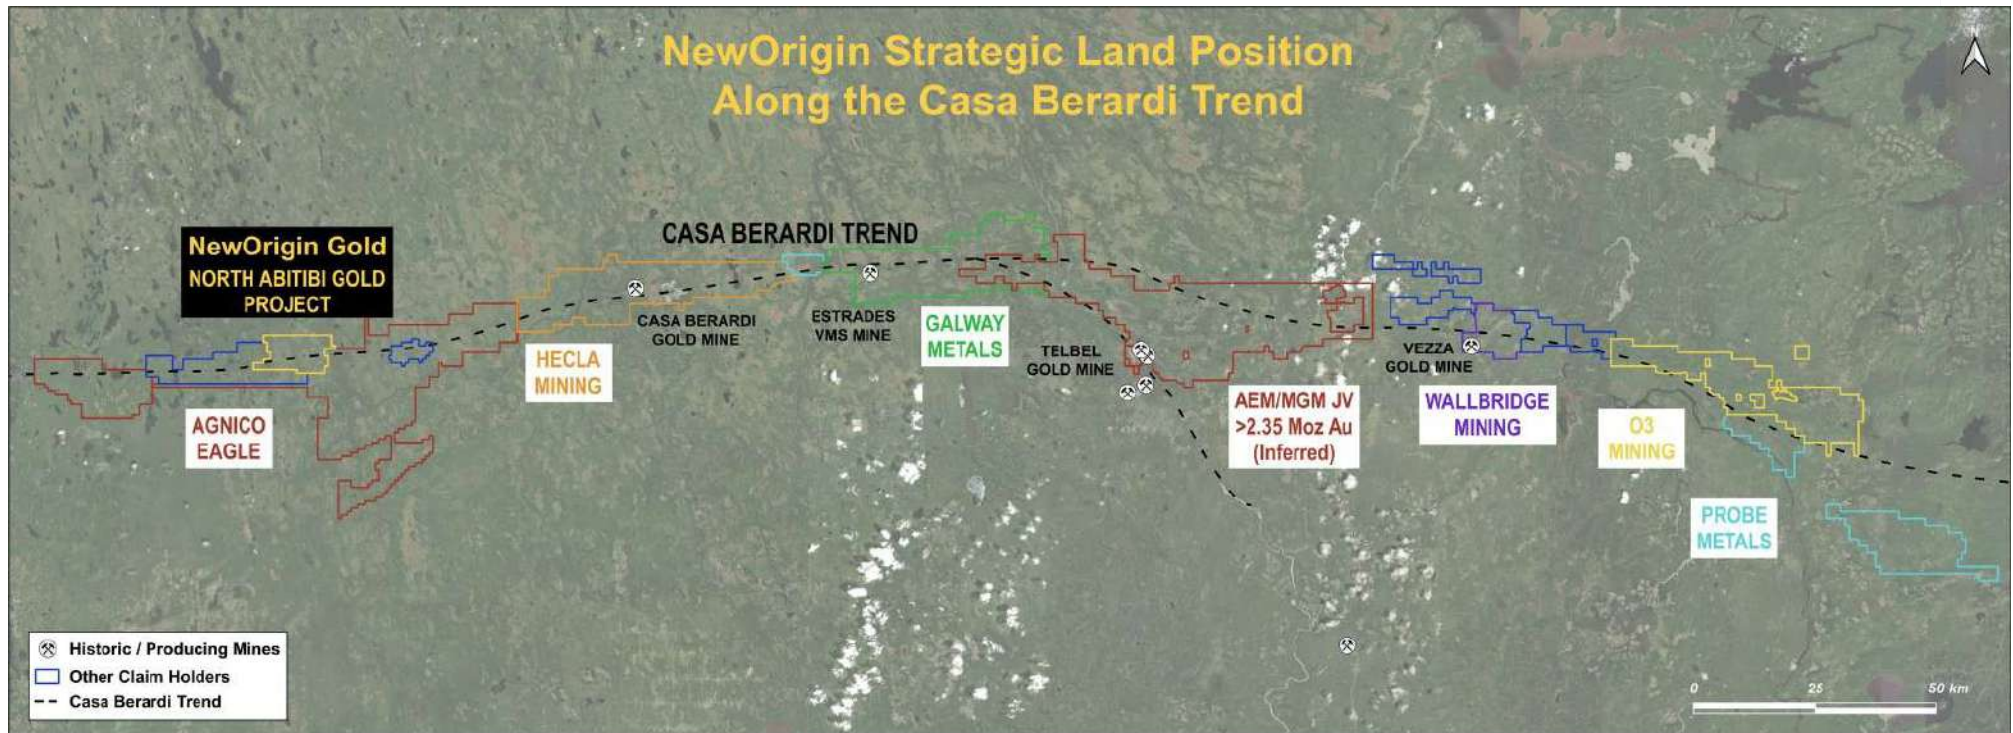 NewOrigin Strategic Land Position
Along the Casa Berardi Trend
NewOrigin Gold
NORTH ABITIBI GOLD
PROJECT
CASA BERARDI TREND
CASA BERARDI
GOLD MINE
ESTRADES
VMS MINE
TELBEL
GOLD MINE
VEZZA
GOLD MINE
AGNICO
EAGLE
HECLA
MINING
GALWAY
METALS
AEM/MGM JV
>2.35 Moz Au
(Inferred)
WALLBRIDGE
MINING
O3
MINING
PROBE
METALS
Historic / Producing Mines
Other Claim Holders
Casa Berardi Trend
0 25 50 km